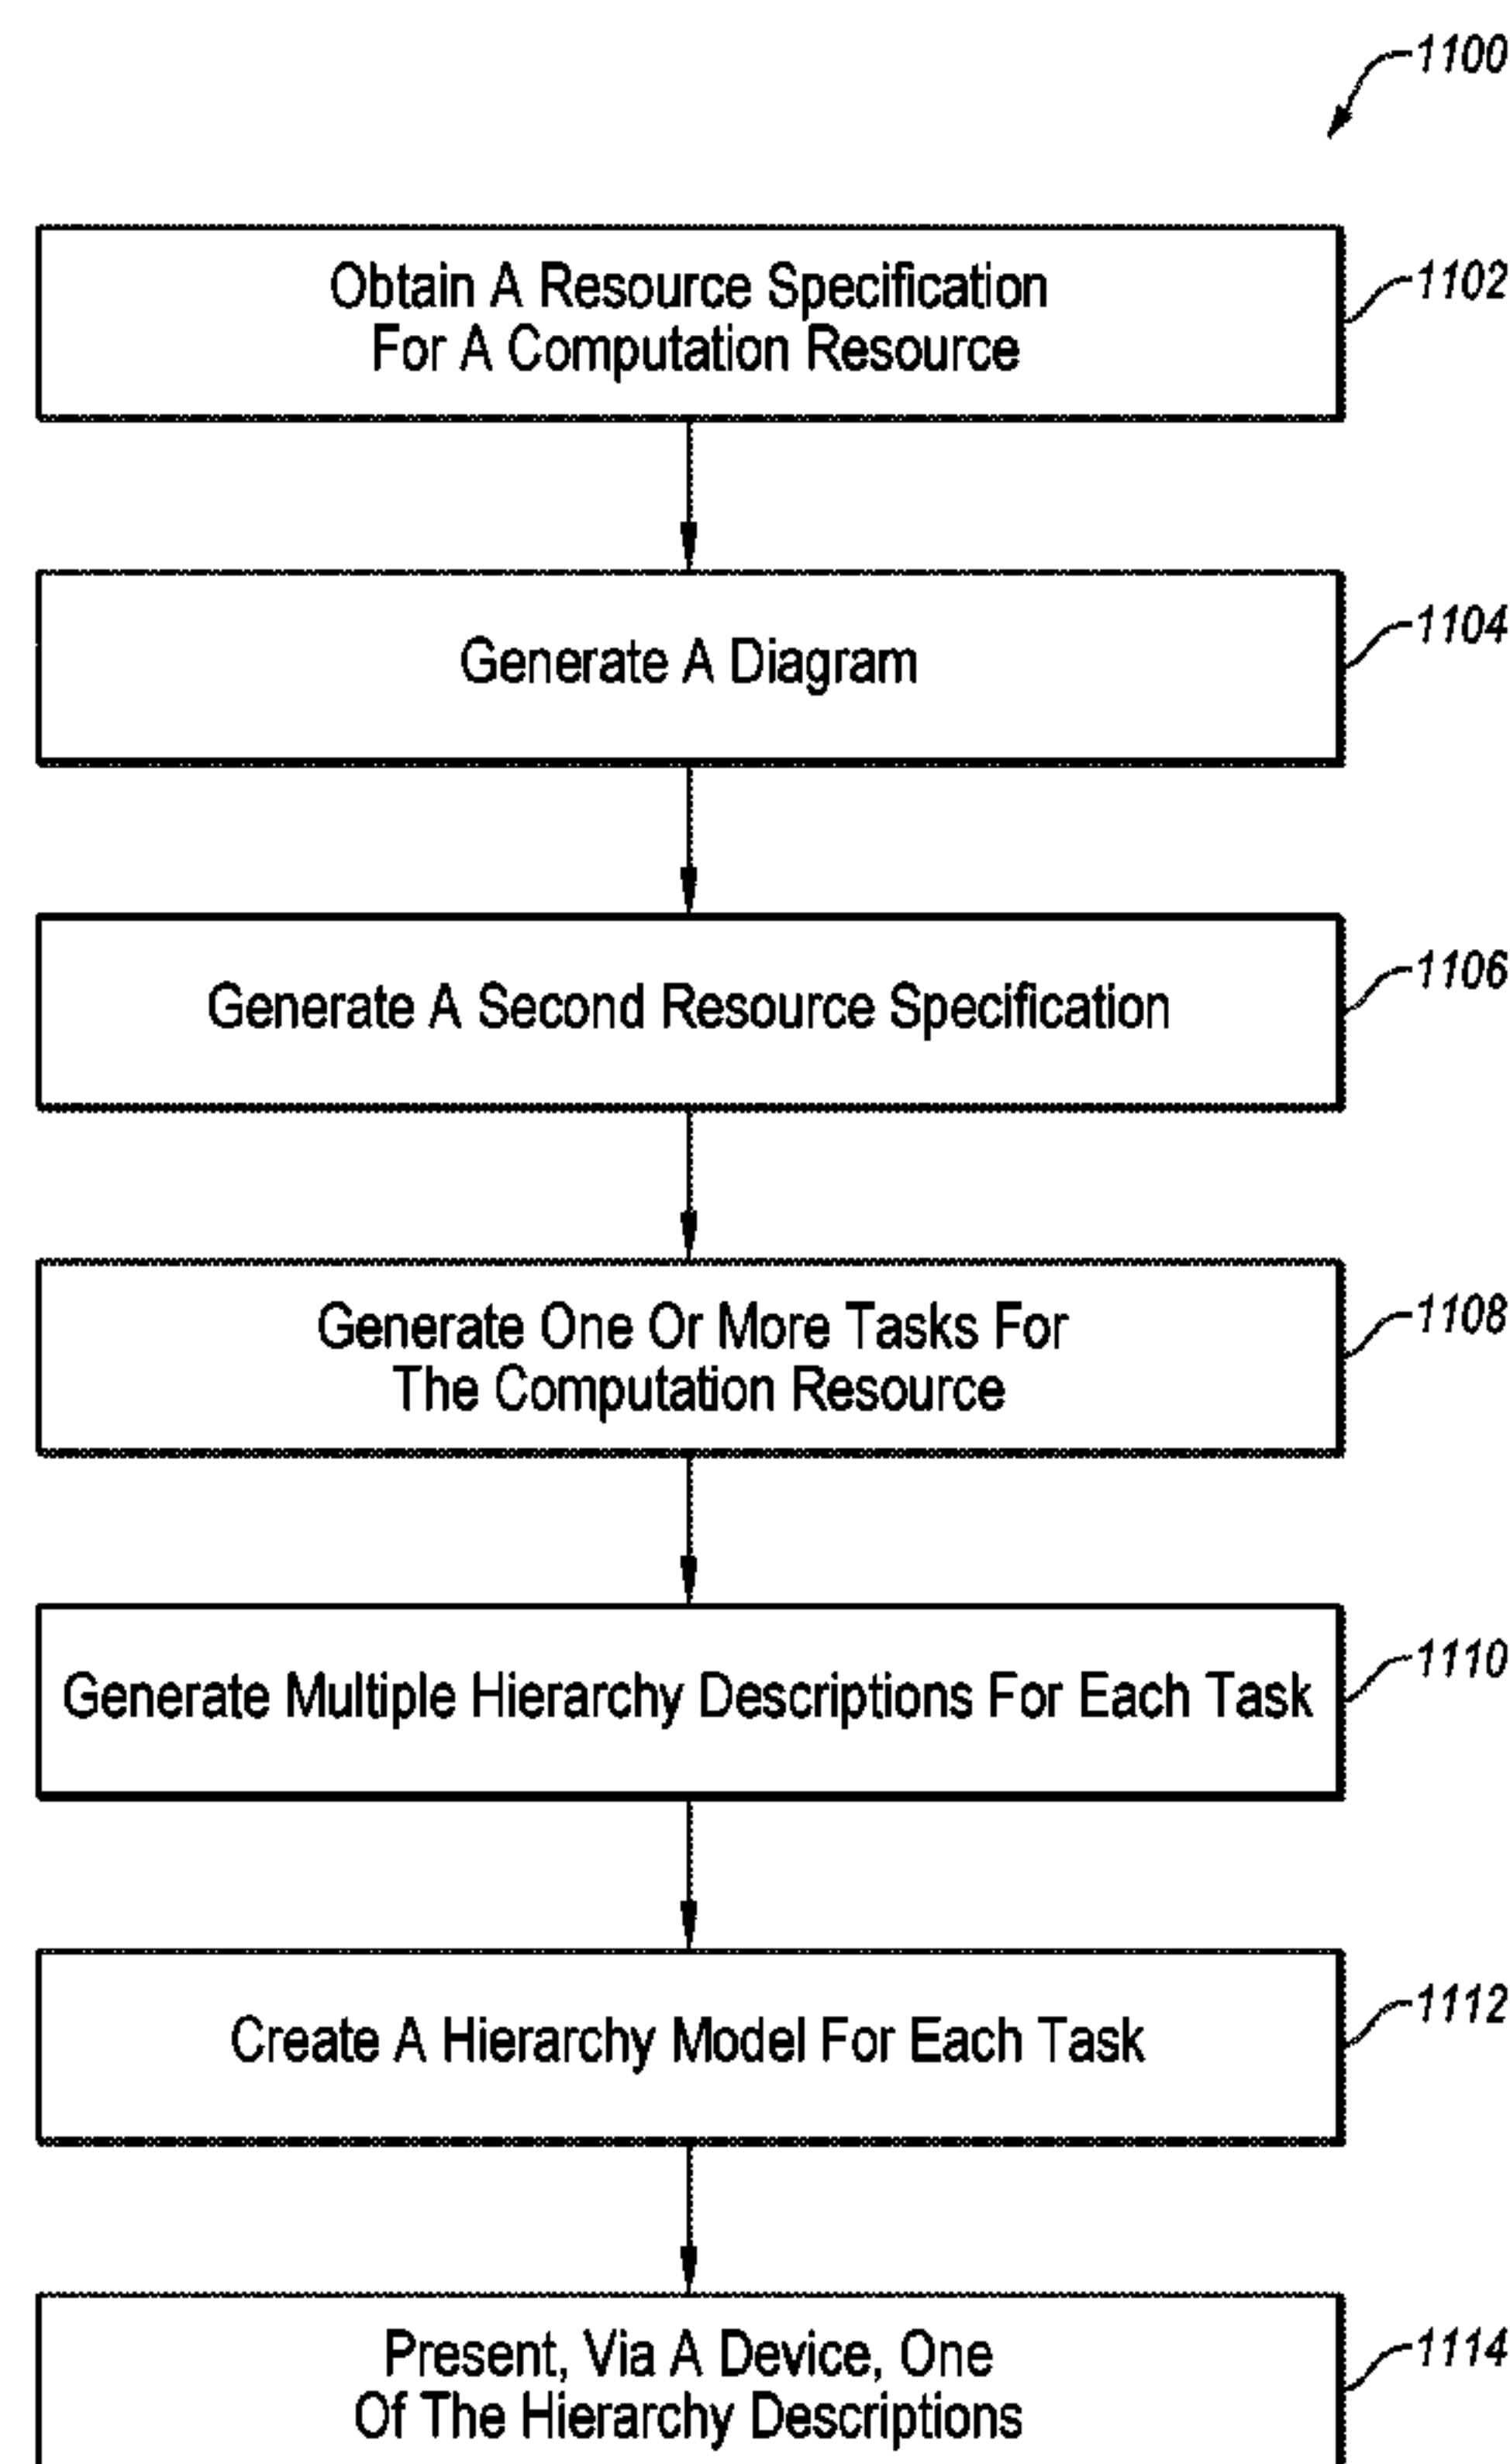 1100
Obtain A Resource Specification
For A Computation Resource
1102
Generate A Diagram
1104
Generate A Second Resource Specification
1106
Generate One Or More Tasks For
The Computation Resource
1108
Generate Multiple Hierarchy Descriptions For Each Task
1110
Create A Hierarchy Model For Each Task
1112
Present, Via A Device, One
Of The Hierarchy Descriptions
1114